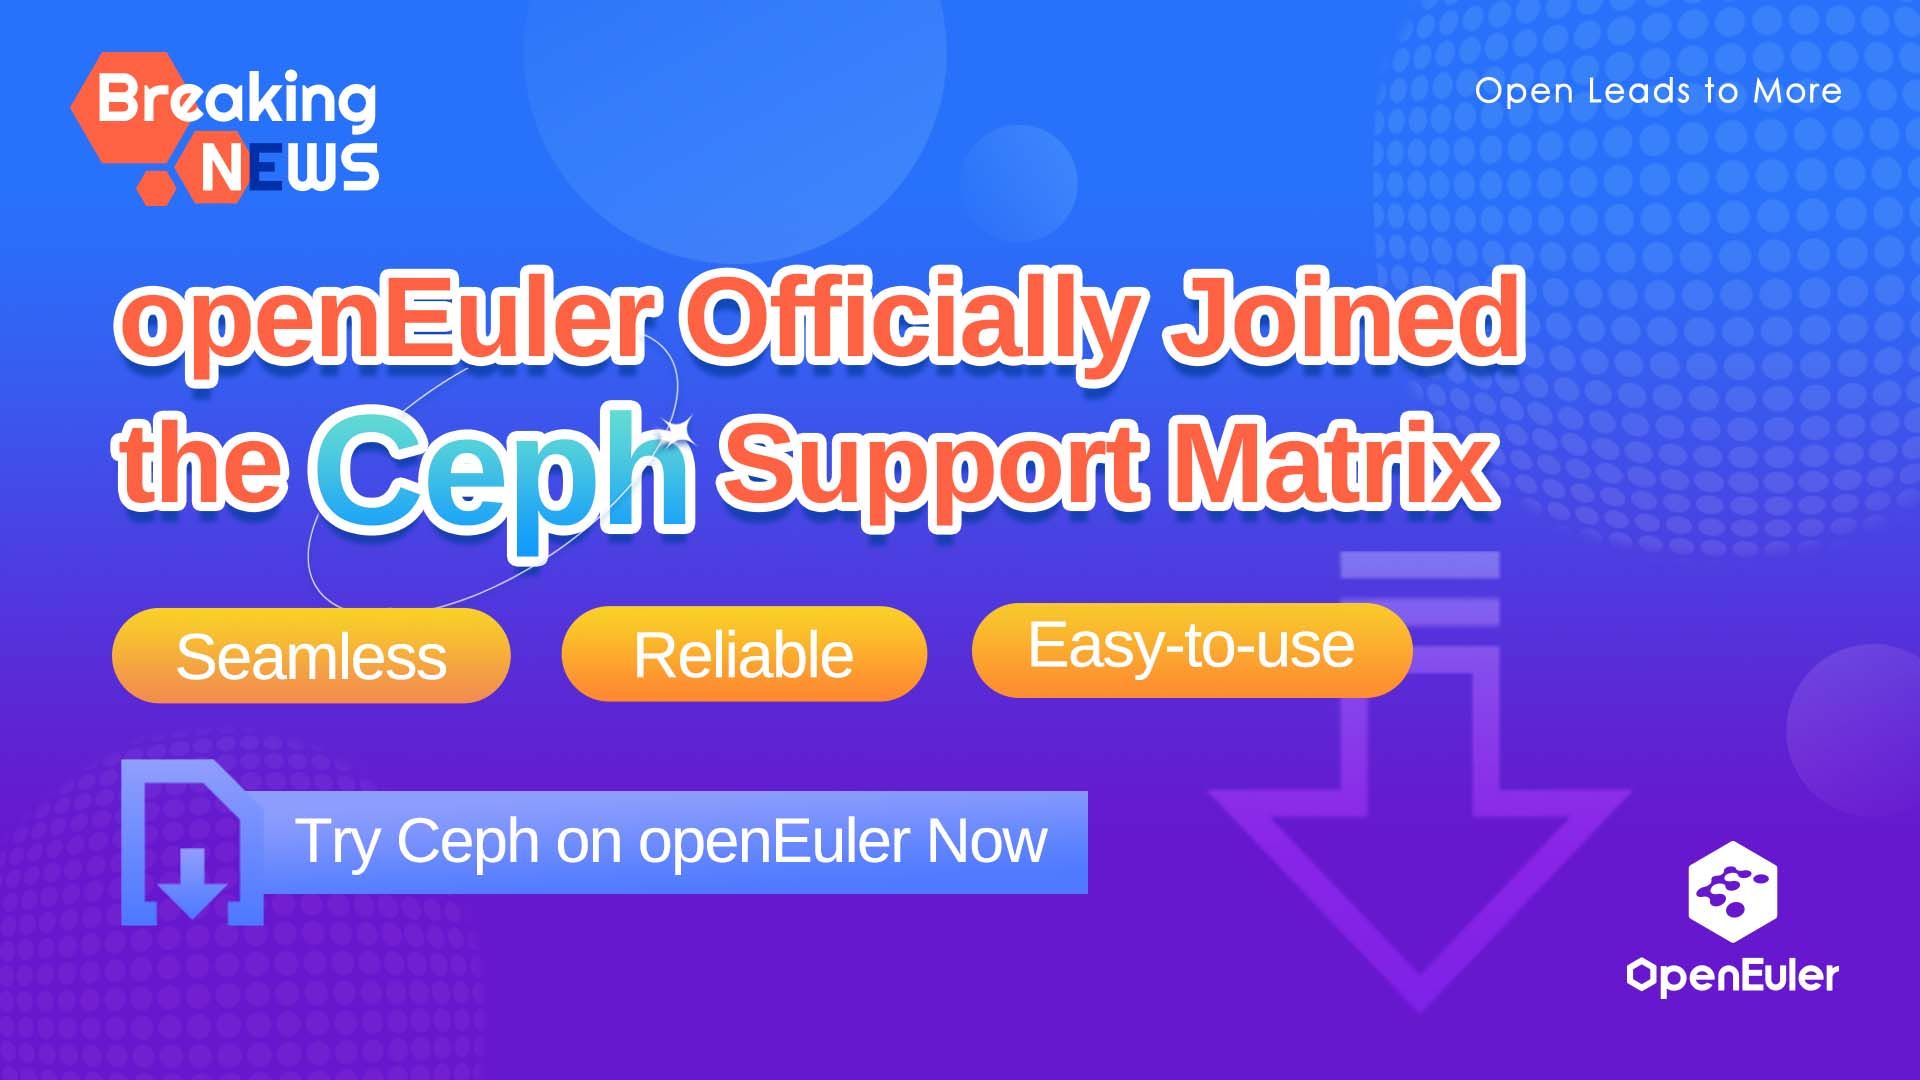 Breaking
NEWS
Open Leads to More
openEuler Officially Joined
the Ceph Support Matrix
Seamless
Reliable
Easy-to-use
Try Ceph on openEuler Now
OpenEuler